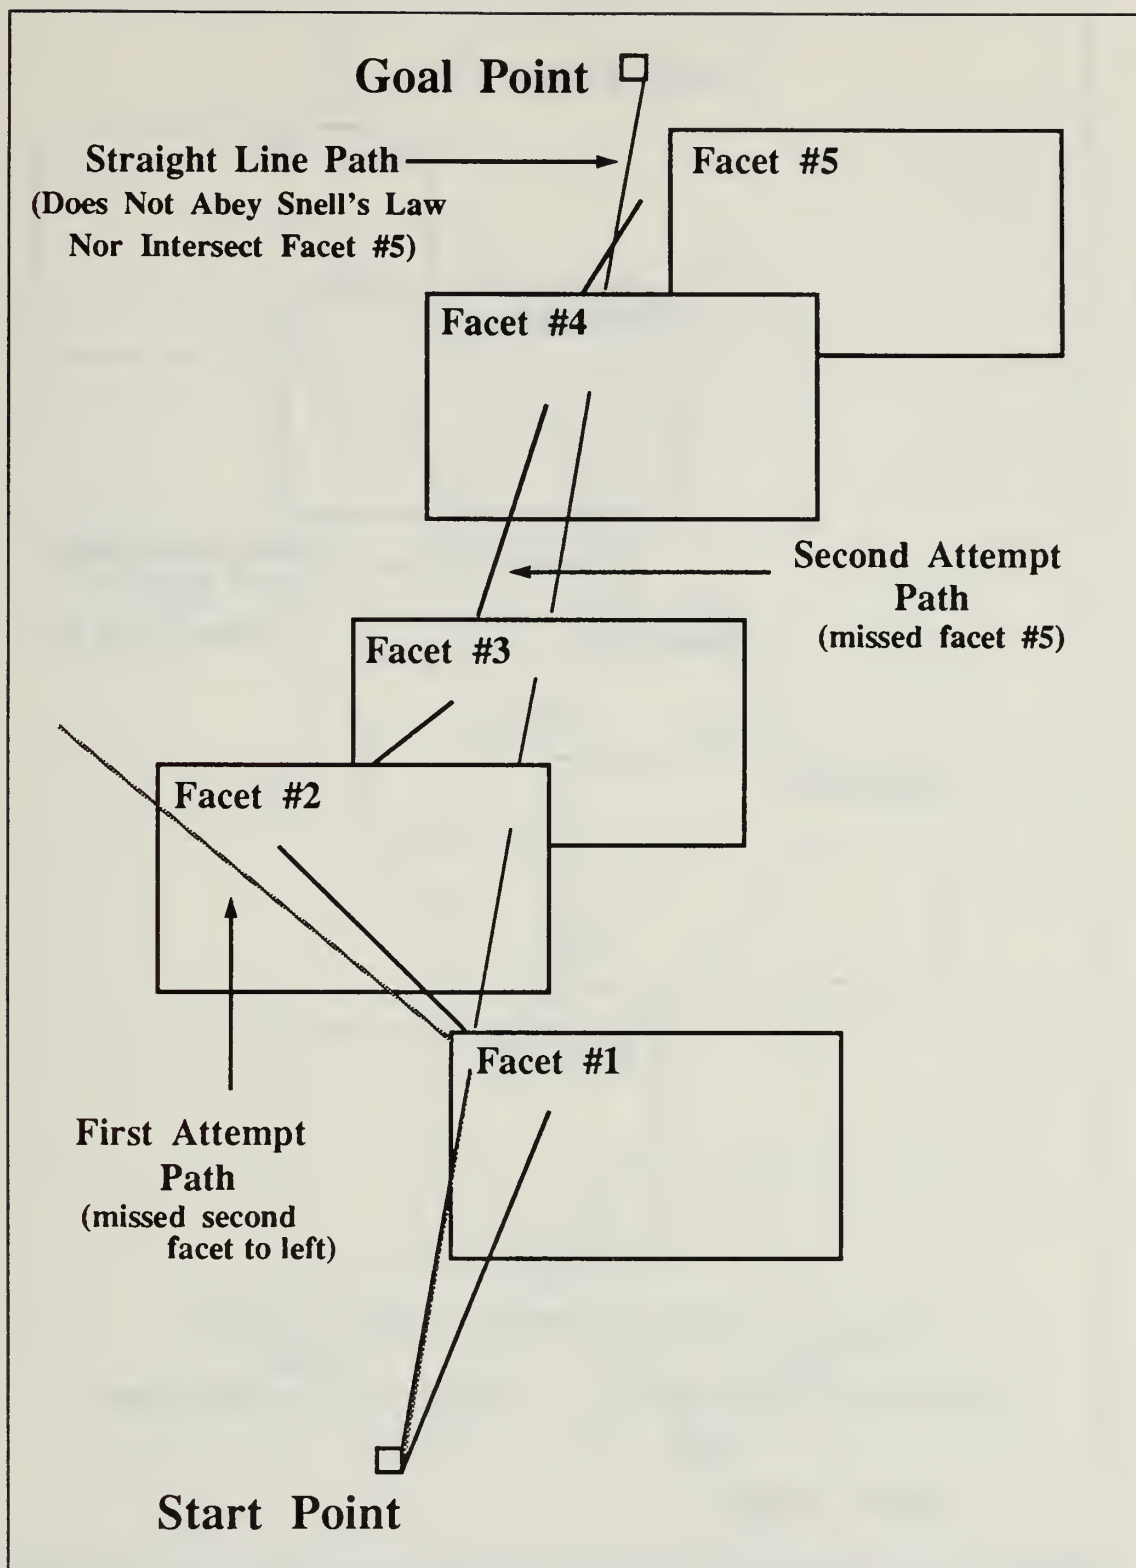 Goal Point
Straight Line Path
(Does Not Abey Snell's Law
Nor Intersect Facet #5)
Facet #5
Facet #4
Second Attempt
Path
(missed facet #5)
Facet #3
Facet #2
Facet #1
First Attempt
Path
(missed second
facet to left)
Start Point